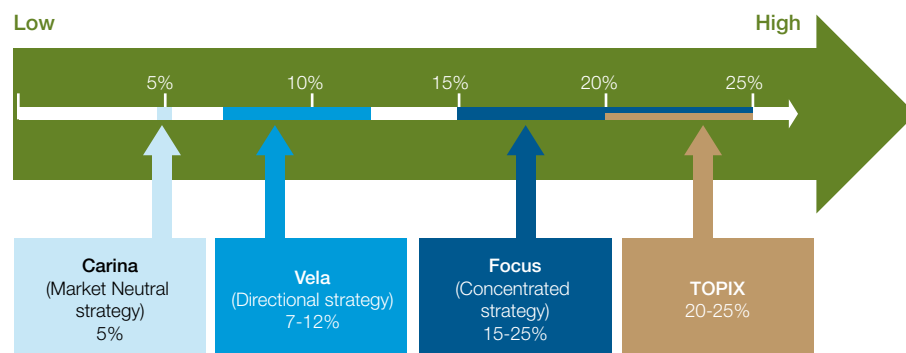 Low
High
5%
10%
15%
20%
25%
Carina
(Market Neutral
strategy)
5%
Vela
(Directional strategy)
7-12%
Focus
(Concentrated
strategy)
15-25%
TOPIX
20-25%